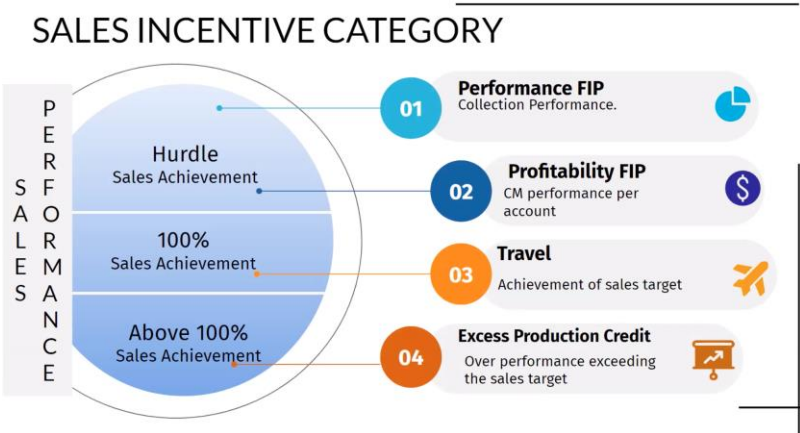 SALES INCENTIVE CATEGORY
SALES
PERFORMANCE
Hurdle
Sales Achievement
100%
Sales Achievement
Above 100%
Sales Achievement
01
Performance FIP
Collection Performance.
02
Profitability FIP
CM performance per
account
$
03
Travel
Achievement of sales target
04
Excess Production Credit
Over performance exceeding
the sales target